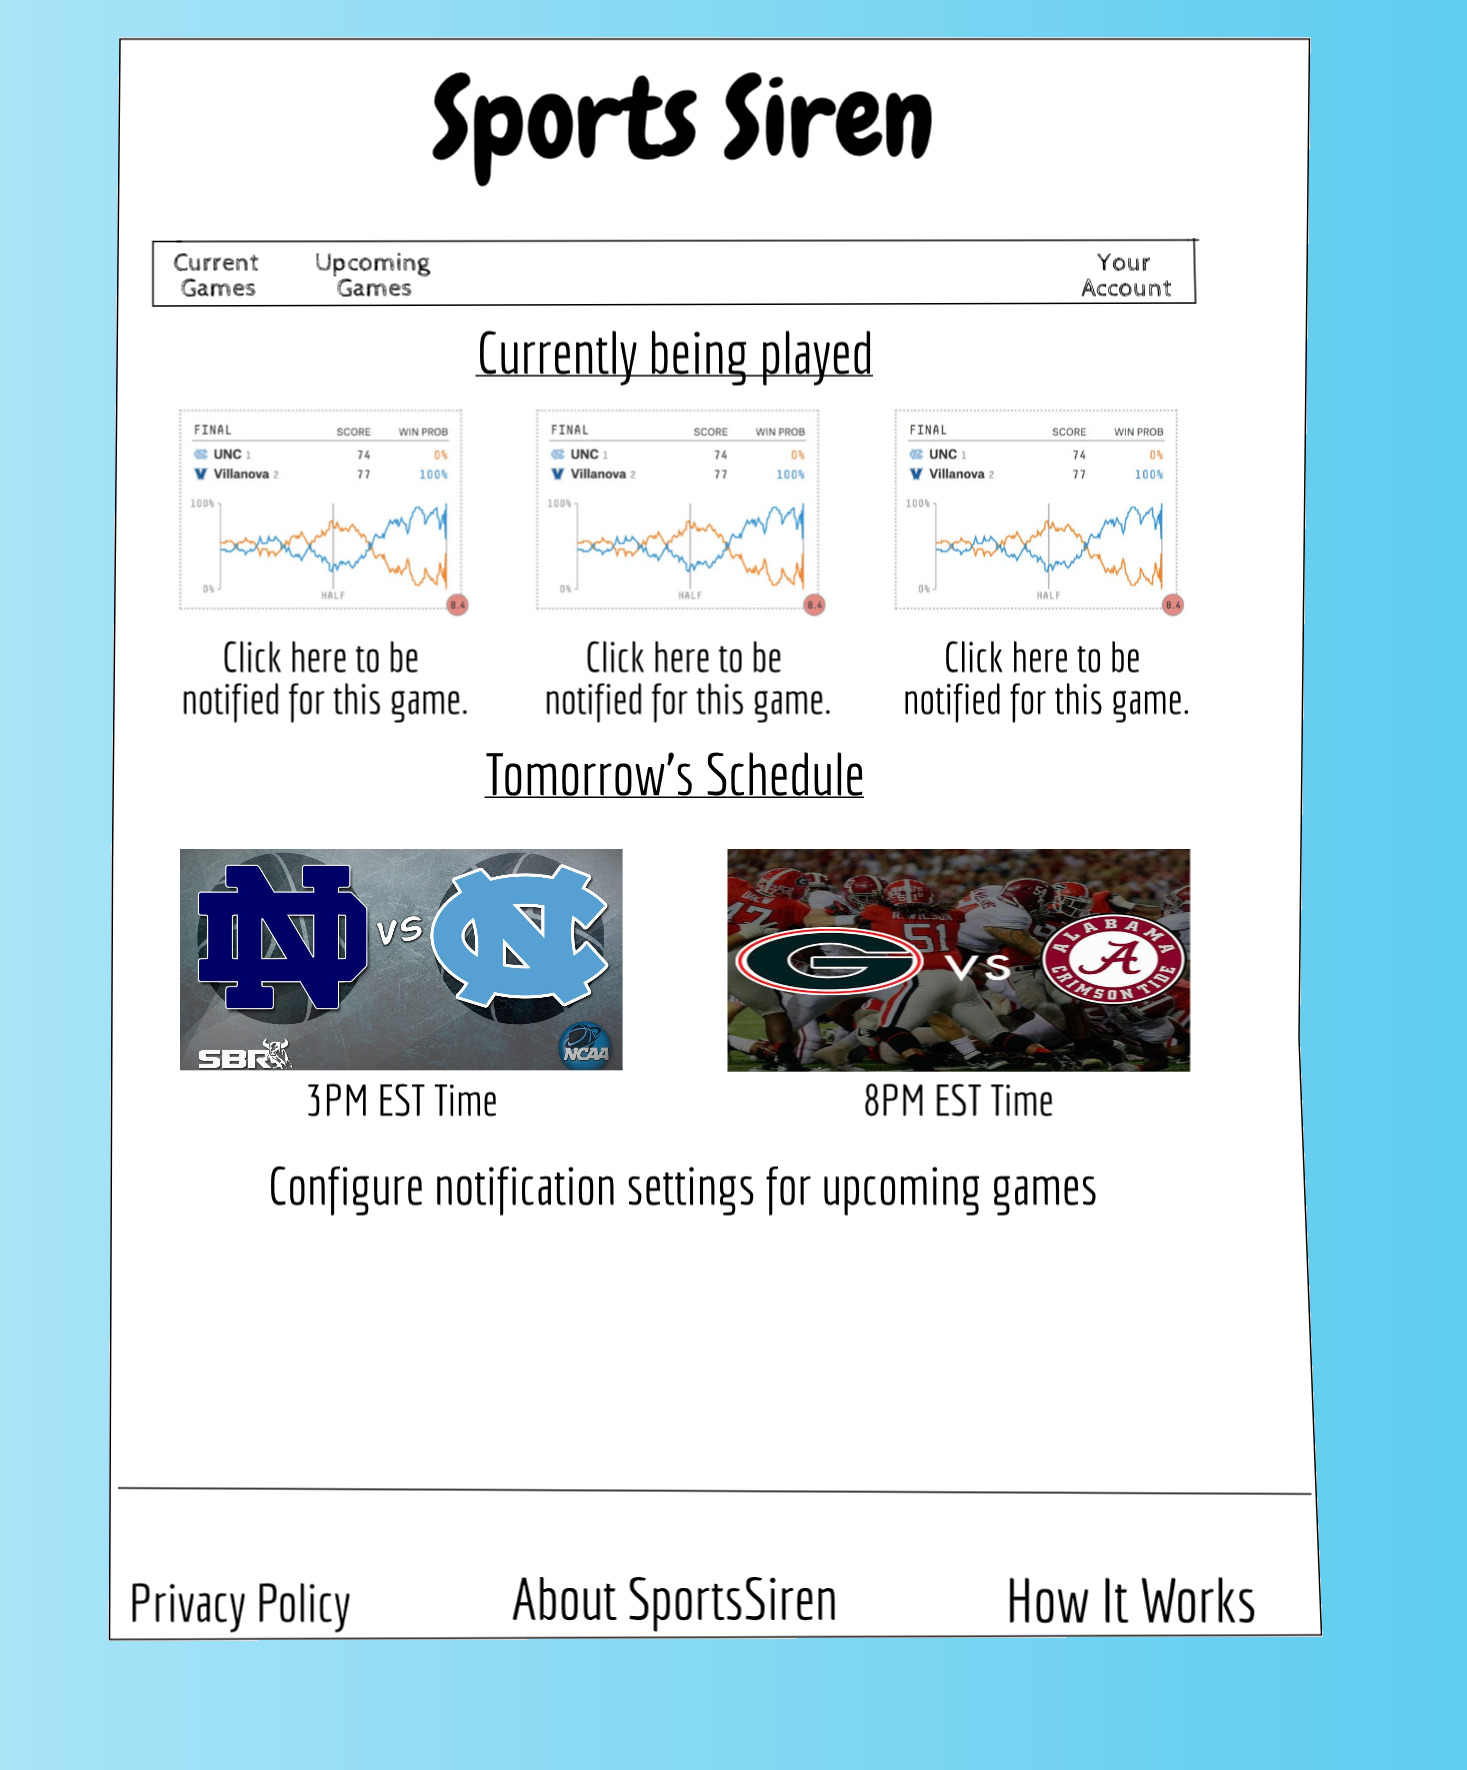 Sports Siren
Current
Games
Upcoming
Games
Your
Account
Currently being played
FINAL SCORE WIN PROB
UNC 1 74 0%
Villanova 2 77 100%
100%
0%
HALF
8.4
FINAL SCORE WIN PROB
UNC 1 74 0%
Villanova 2 77 100%
100%
0%
HALF
8.4
FINAL SCORE WIN PROB
UNC 1 74 0%
Villanova 2 77 100%
100%
0%
HALF
8.4
Click here to be
notified for this game.
Click here to be
notified for this game.
Click here to be
notified for this game.
Tomorrow's Schedule
ND vs NC
SBR
NCAA
47
R. WILSON
51
G VS ALABAMA A CRIMSON TIDE
3PM EST Time
8PM EST Time
Configure notification settings for upcoming games
Privacy Policy
About SportsSiren
How It Works